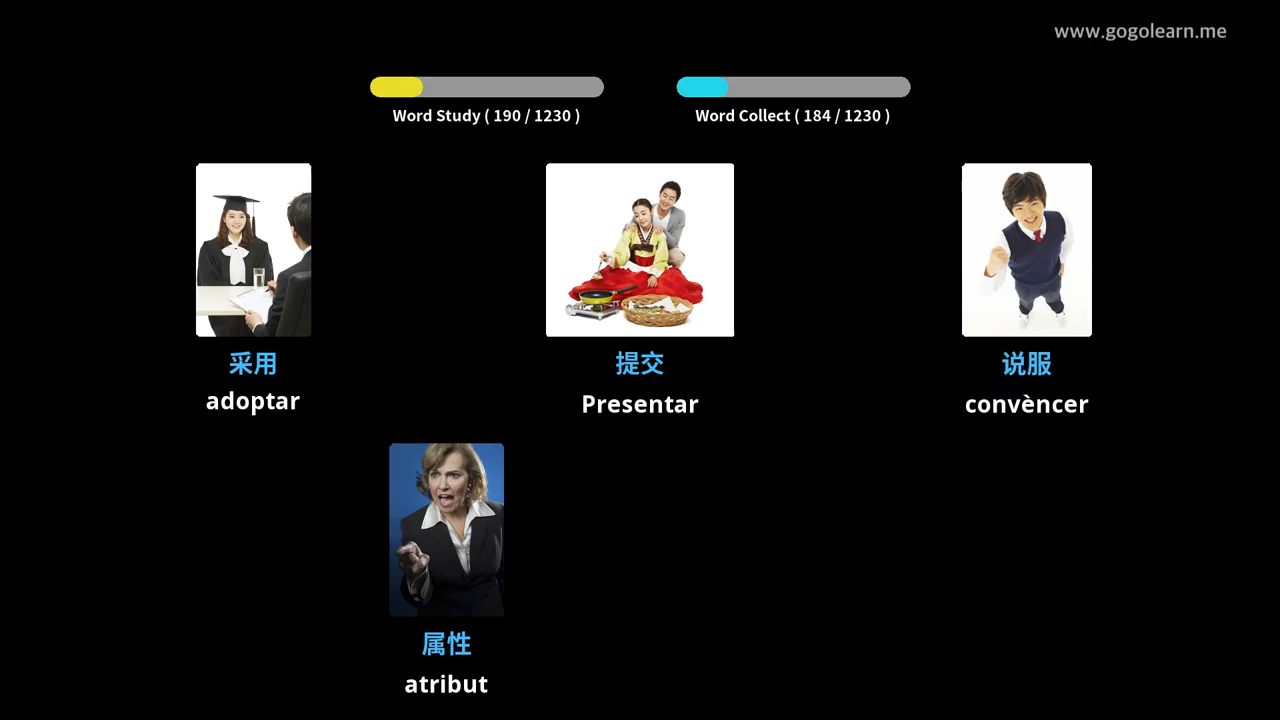 www.gogolearn.me
Word Study ( 190 / 1230 )
Word Collect ( 184 / 1230 )
采用
提交
说服
adoptar
Presentar
convèncer
属性
atribut